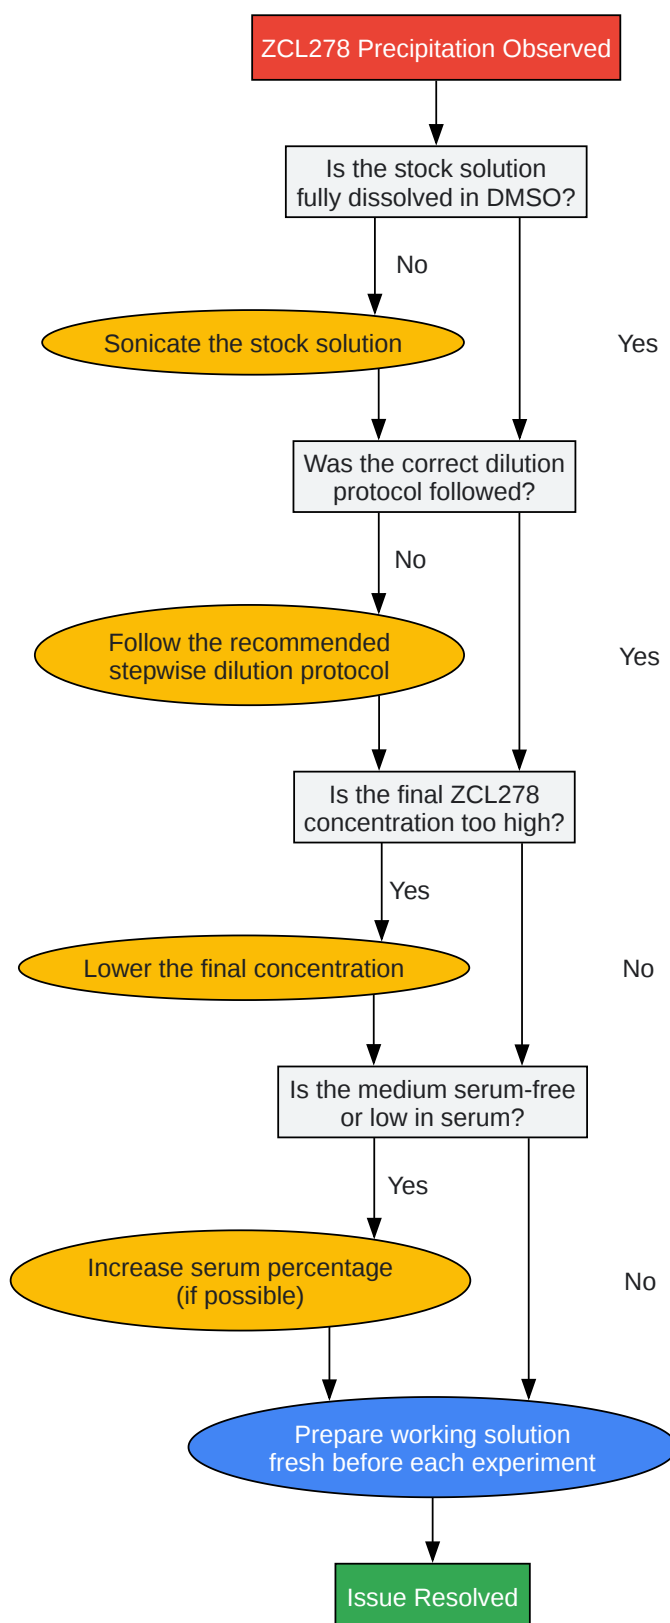 ZCL278 Precipitation Observed
Is the stock solution
fully dissolved in DMSO?
No
Sonicate the stock solution
Yes
Was the correct dilution
protocol followed?
No
Follow the recommended
stepwise dilution protocol
Yes
Is the final ZCL278
concentration too high?
Yes
Lower the final concentration
No
Is the medium serum-free
or low in serum?
Yes
Increase serum percentage
(if possible)
No
Prepare working solution
fresh before each experiment
Issue Resolved